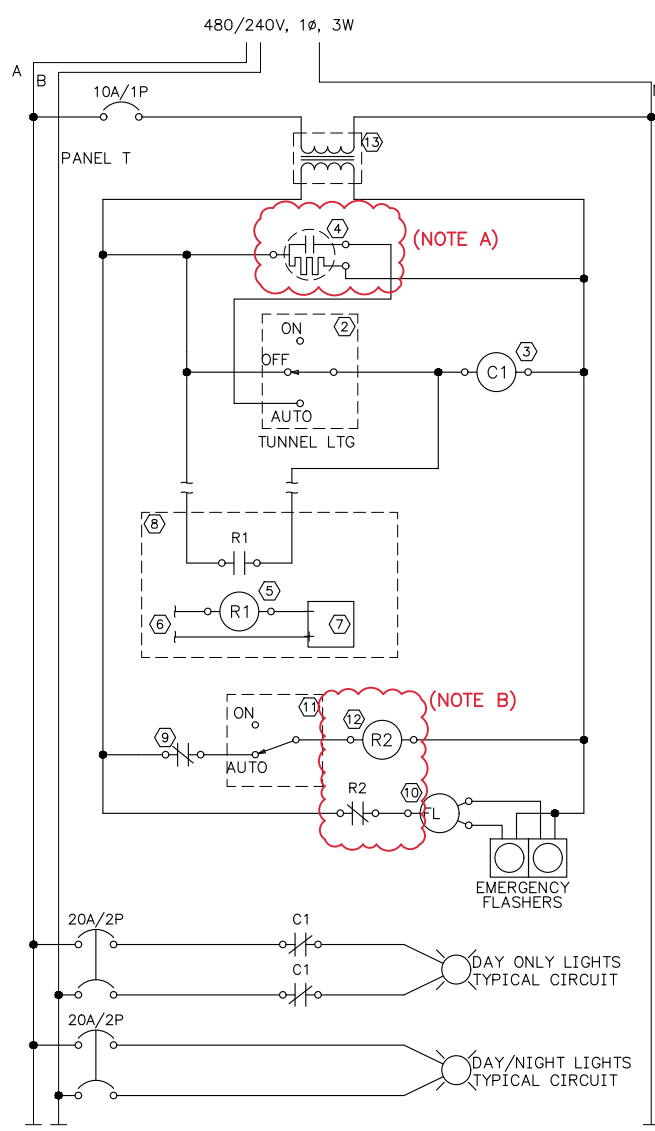 480/240V, 1ø, 3W
A
B
N
10A/1P
13
PANEL T
4
(NOTE A)
ON
2
OFF
3
C1
AUTO
TUNNEL LTG
8
R1
5
R1
6
7
11
(NOTE B)
ON
12
9
R2
AUTO
R2
10
FL
EMERGENCY
FLASHERS
20A/2P
C1
DAY ONLY LIGHTS
C1
TYPICAL CIRCUIT
20A/2P
DAY/NIGHT LIGHTS
TYPICAL CIRCUIT